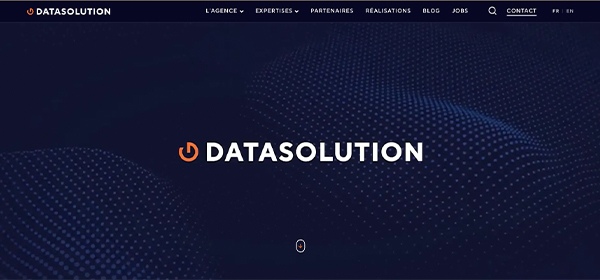 DATASOLUTION L'AGENCE EXPERTISES PARTENAIRES RÉALISATIONS BLOG JOBS CONTACT FR | EN
DATASOLUTION